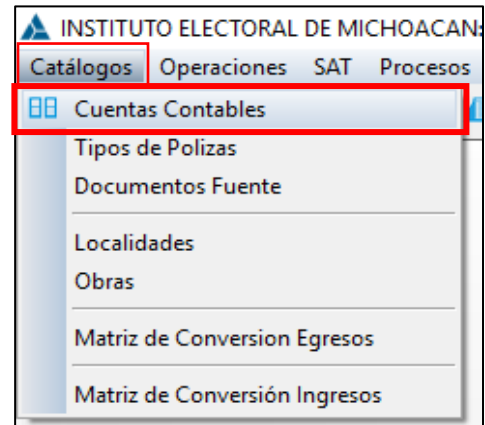 INSTITUTO ELECTORAL DE MICHOACAN:
Catálogos Operaciones SAT Procesos
Cuentas Contables
Tipos de Polizas
Documentos Fuente
Localidades
Obras
Matriz de Conversion Egresos
Matriz de Conversión Ingresos